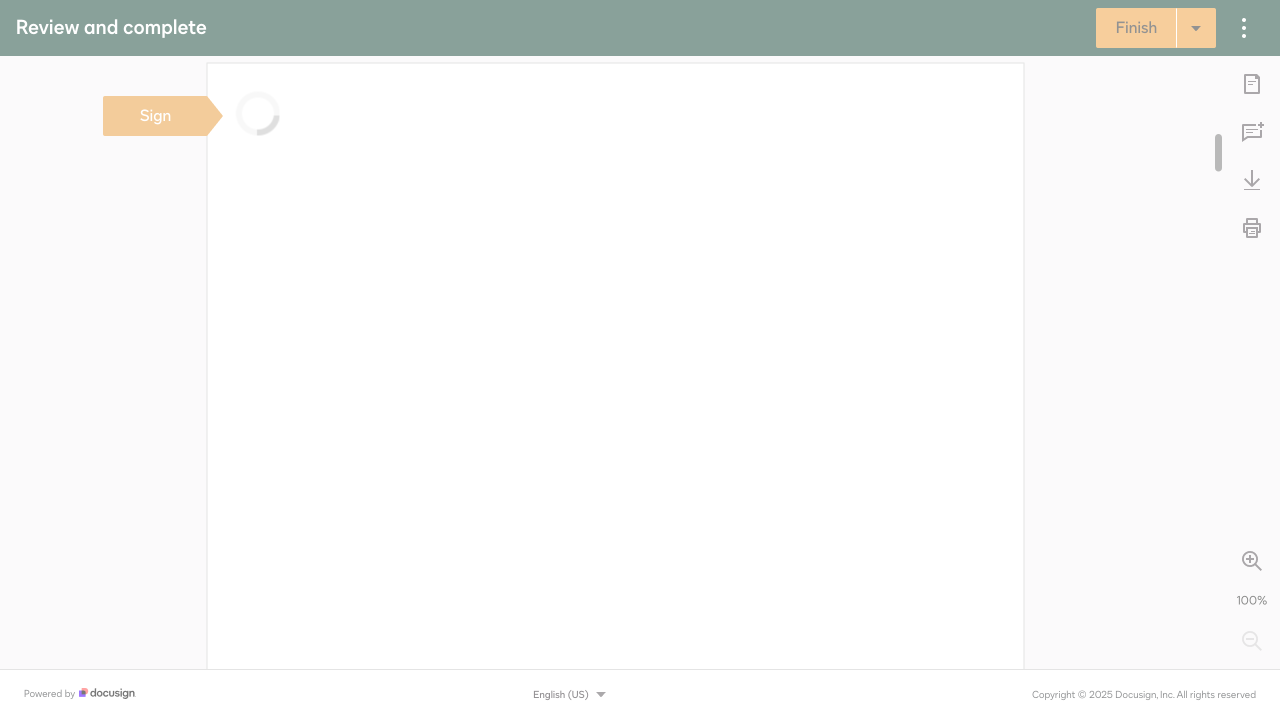 Review and complete
Finish
Sign
100%
Powered by docusign
English (US)
Copyright © 2025 Docusign, Inc. All rights reserved